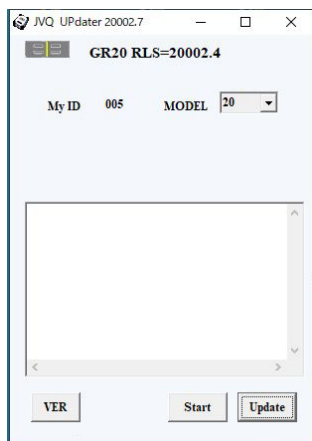 JVQ UPdater 20002.7
GR20 RLS=20002.4
My ID 005 MODEL 20
VER Start Update